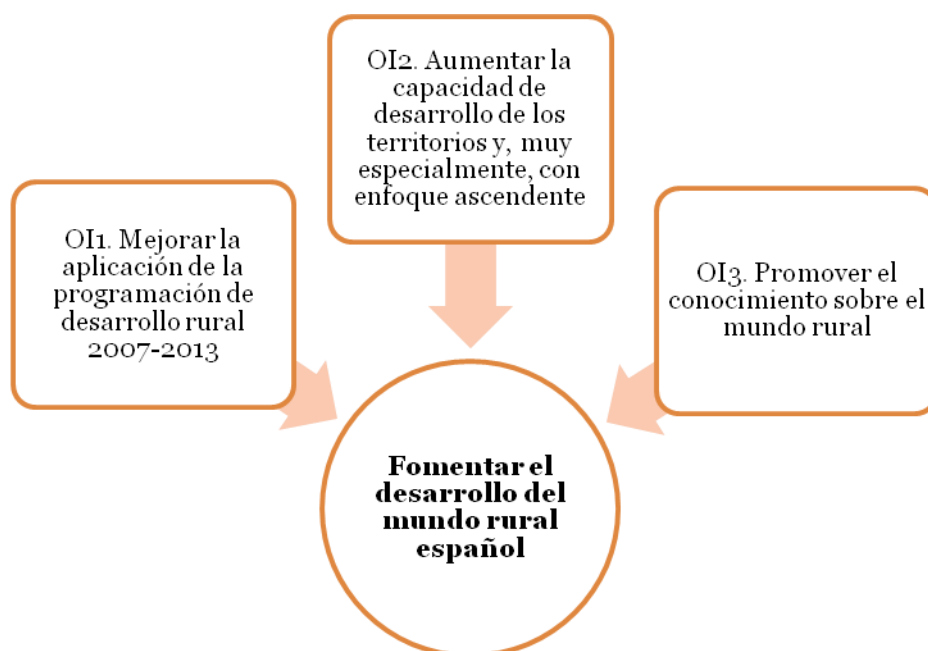 OI2. Aumentar la
capacidad de
desarrollo de los
territorios y, muy
especialmente, con
enfoque ascendente
OI1. Mejorar la
aplicación de la
programación de
desarrollo rural
2007-2013
OI3. Promover el
conocimiento sobre el
mundo rural
Fomentar el
desarrollo del
mundo rural
español